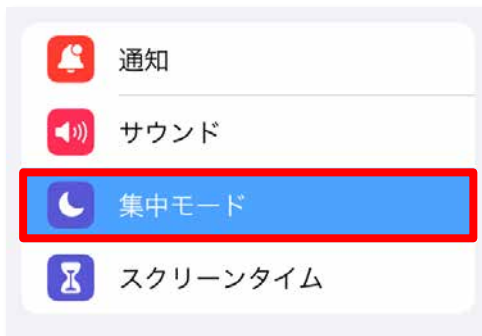 通知
サウンド
集中モード
スクリーンタイム